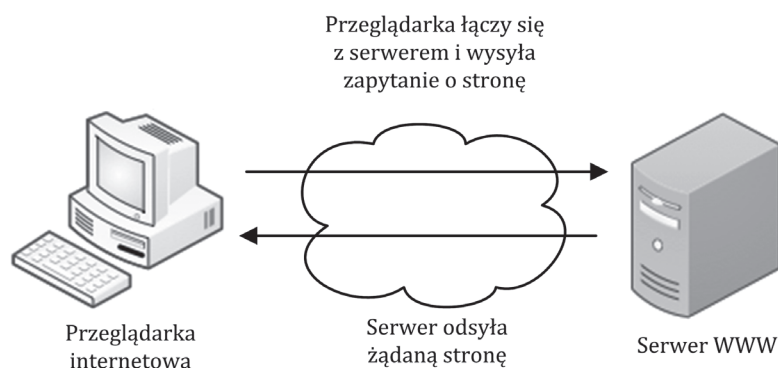 Przeglądarka łączy się
z serwerem i wysyła
zapytanie o stronę
Przeglądarka
internetowa
Serwer odsyła
żądaną stronę
Serwer WWW